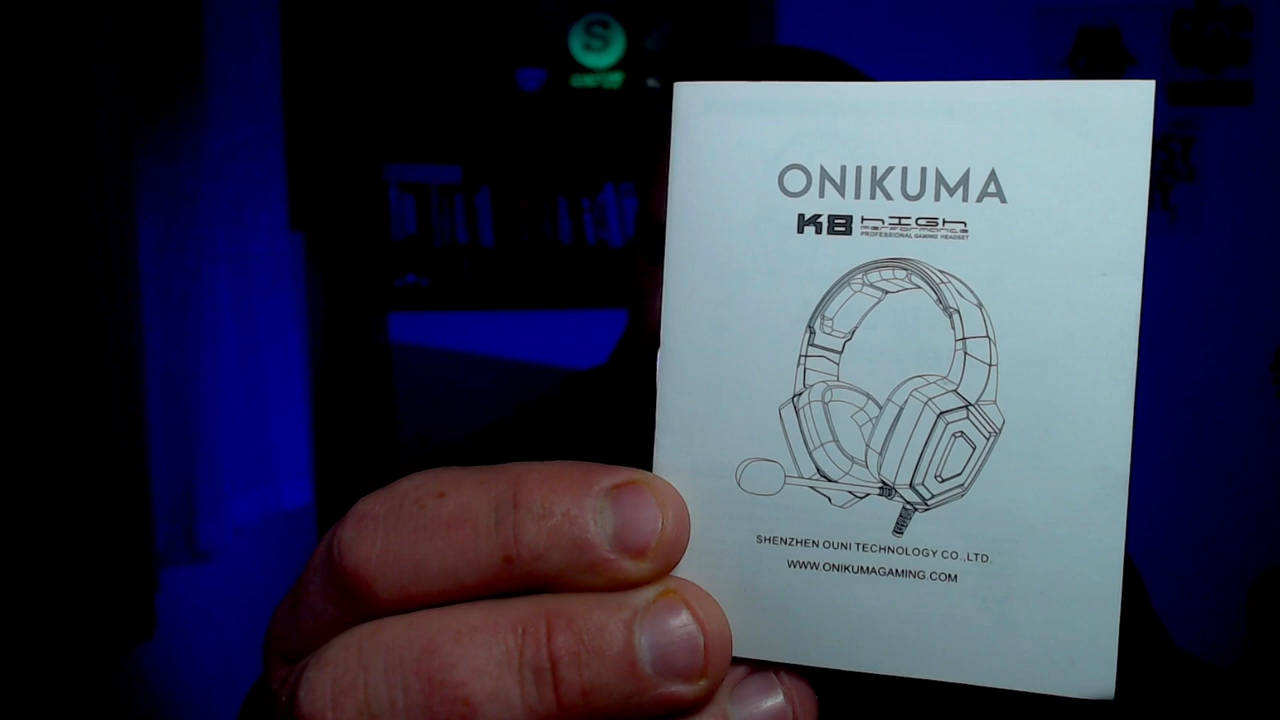 S
ONIKUMA
K8 HIGH
PERFORMANCE
PROFESSIONAL GAMING HEADSET
SHENZHEN OUNI TECHNOLOGY CO.,LTD.
WWW.ONIKUMAGAMING.COM